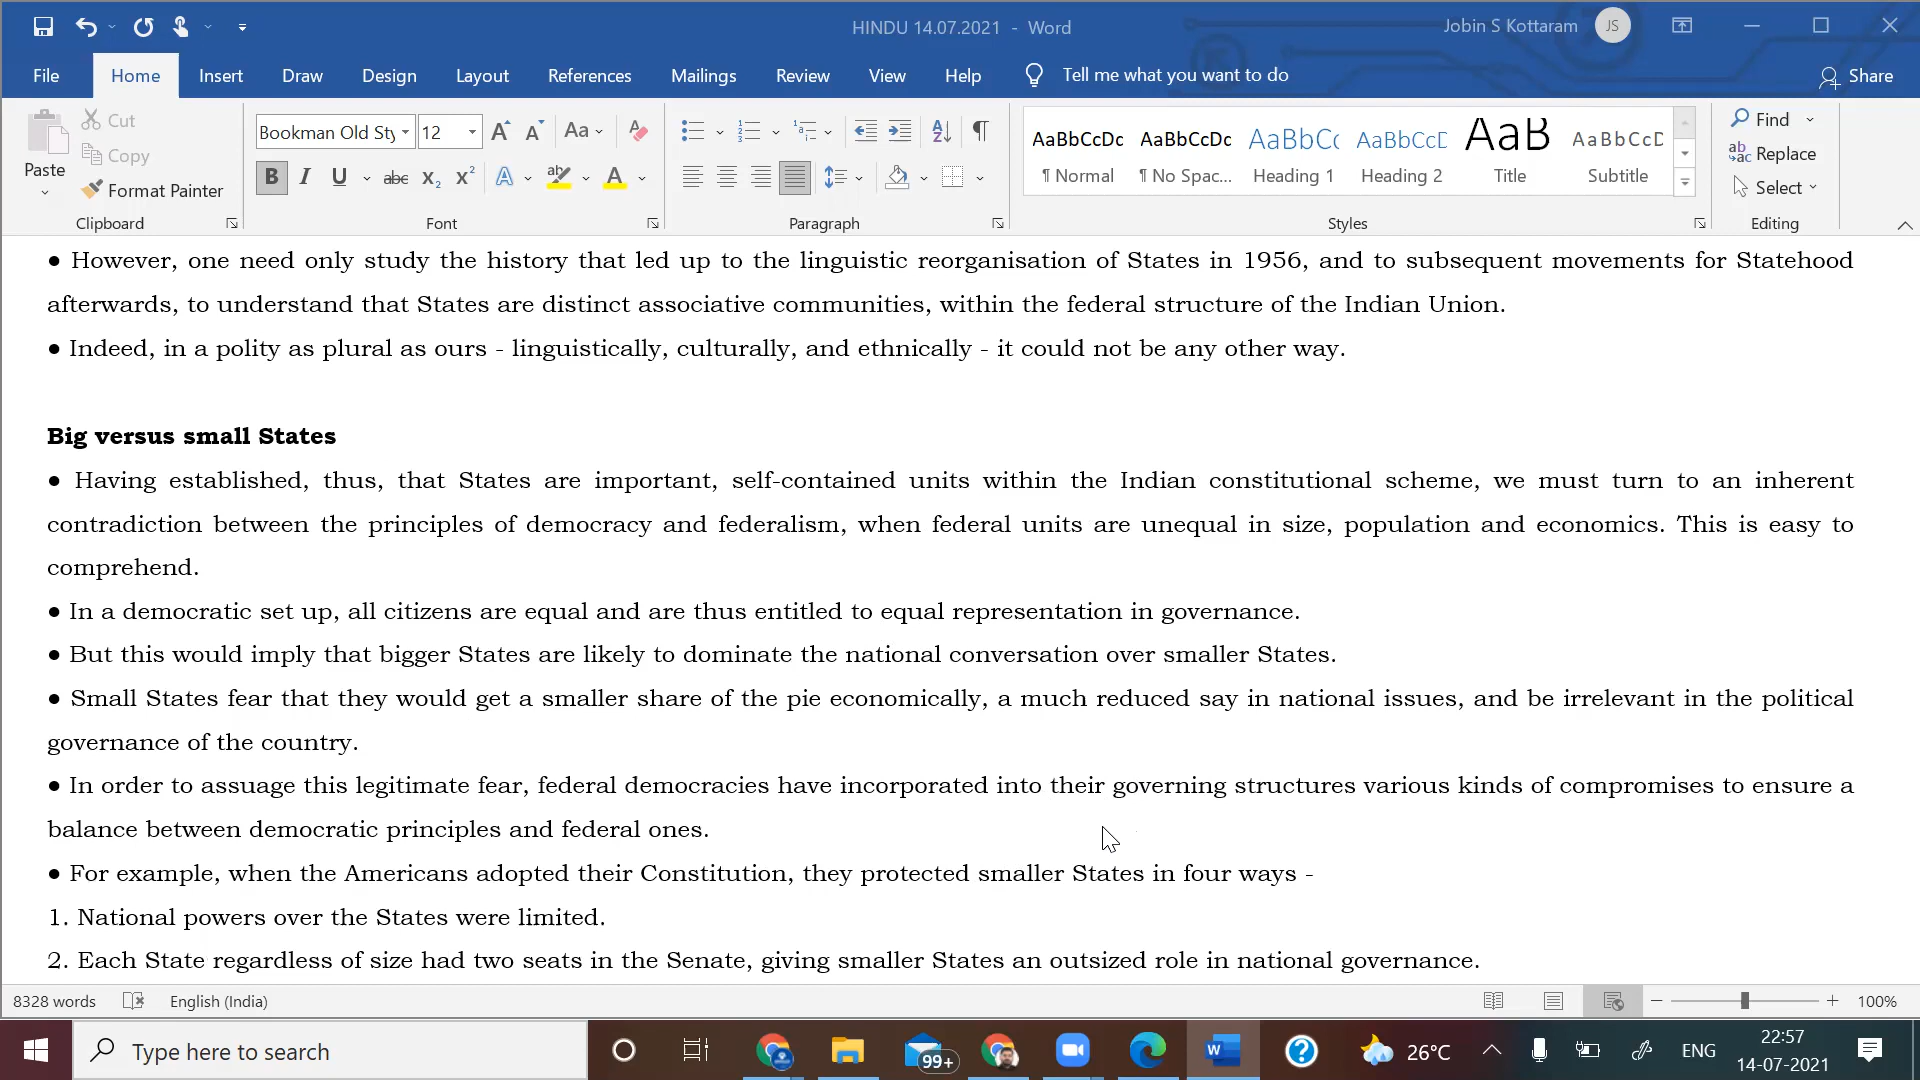 HINDU 14.07.2021 - Word
Jobin S Kottaram JS
File Home Insert Draw Design Layout References Mailings Review View Help Tell me what you want to do Share
Paste
Cut
Copy
Format Painter
Clipboard
Bookman Old Sty 12
Font
Paragraph
AaBbCcDc AaBbCcDc AaBbCc AaBbCcD AaB AaBbCcD
¶ Normal ¶ No Spac... Heading 1 Heading 2 Title Subtitle
Styles
Find
Replace
Select
Editing
● However, one need only study the history that led up to the linguistic reorganisation of States in 1956, and to subsequent movements for Statehood
afterwards, to understand that States are distinct associative communities, within the federal structure of the Indian Union.
● Indeed, in a polity as plural as ours - linguistically, culturally, and ethnically - it could not be any other way.
Big versus small States
● Having established, thus, that States are important, self-contained units within the Indian constitutional scheme, we must turn to an inherent
contradiction between the principles of democracy and federalism, when federal units are unequal in size, population and economics. This is easy to
comprehend.
● In a democratic set up, all citizens are equal and are thus entitled to equal representation in governance.
● But this would imply that bigger States are likely to dominate the national conversation over smaller States.
● Small States fear that they would get a smaller share of the pie economically, a much reduced say in national issues, and be irrelevant in the political
governance of the country.
● In order to assuage this legitimate fear, federal democracies have incorporated into their governing structures various kinds of compromises to ensure a
balance between democratic principles and federal ones.
● For example, when the Americans adopted their Constitution, they protected smaller States in four ways -
1. National powers over the States were limited.
2. Each State regardless of size had two seats in the Senate, giving smaller States an outsized role in national governance.
8328 words English (India) 100%
Type here to search
99+
26°C
ENG
22:57
14-07-2021